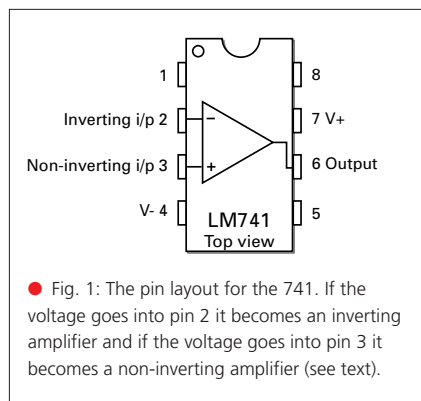 1
8
Inverting i/p 2
7 V+
Non-inverting i/p 3
6 Output
V- 4
5
LM741
Top view
● Fig. 1: The pin layout for the 741. If the
voltage goes into pin 2 it becomes an inverting
amplifier and if the voltage goes into pin 3 it
becomes a non-inverting amplifier (see text).